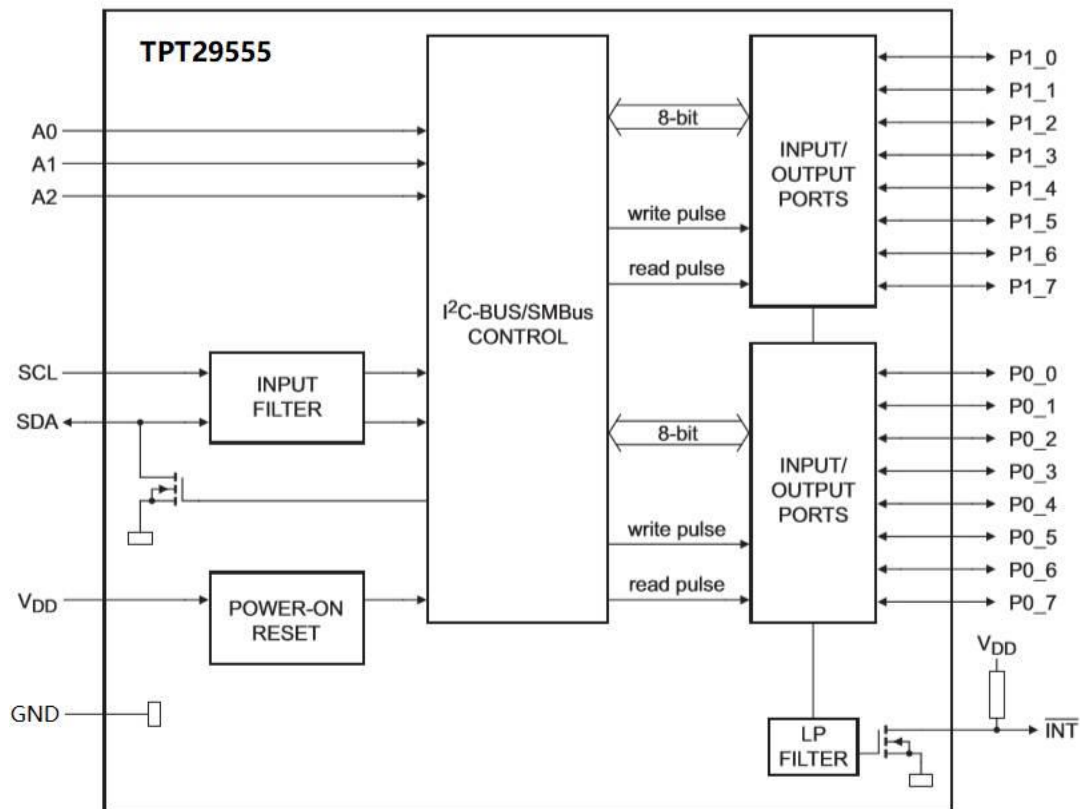 TPT29555
A0
A1
A2
SCL
SDA
VDD
GND
INPUT
FILTER
POWER-ON
RESET
I²C-BUS/SMBus
CONTROL
8-bit
write pulse
read pulse
8-bit
write pulse
read pulse
INPUT/
OUTPUT
PORTS
INPUT/
OUTPUT
PORTS
LP
FILTER
P1_0
P1_1
P1_2
P1_3
P1_4
P1_5
P1_6
P1_7
P0_0
P0_1
P0_2
P0_3
P0_4
P0_5
P0_6
P0_7
VDD
INT